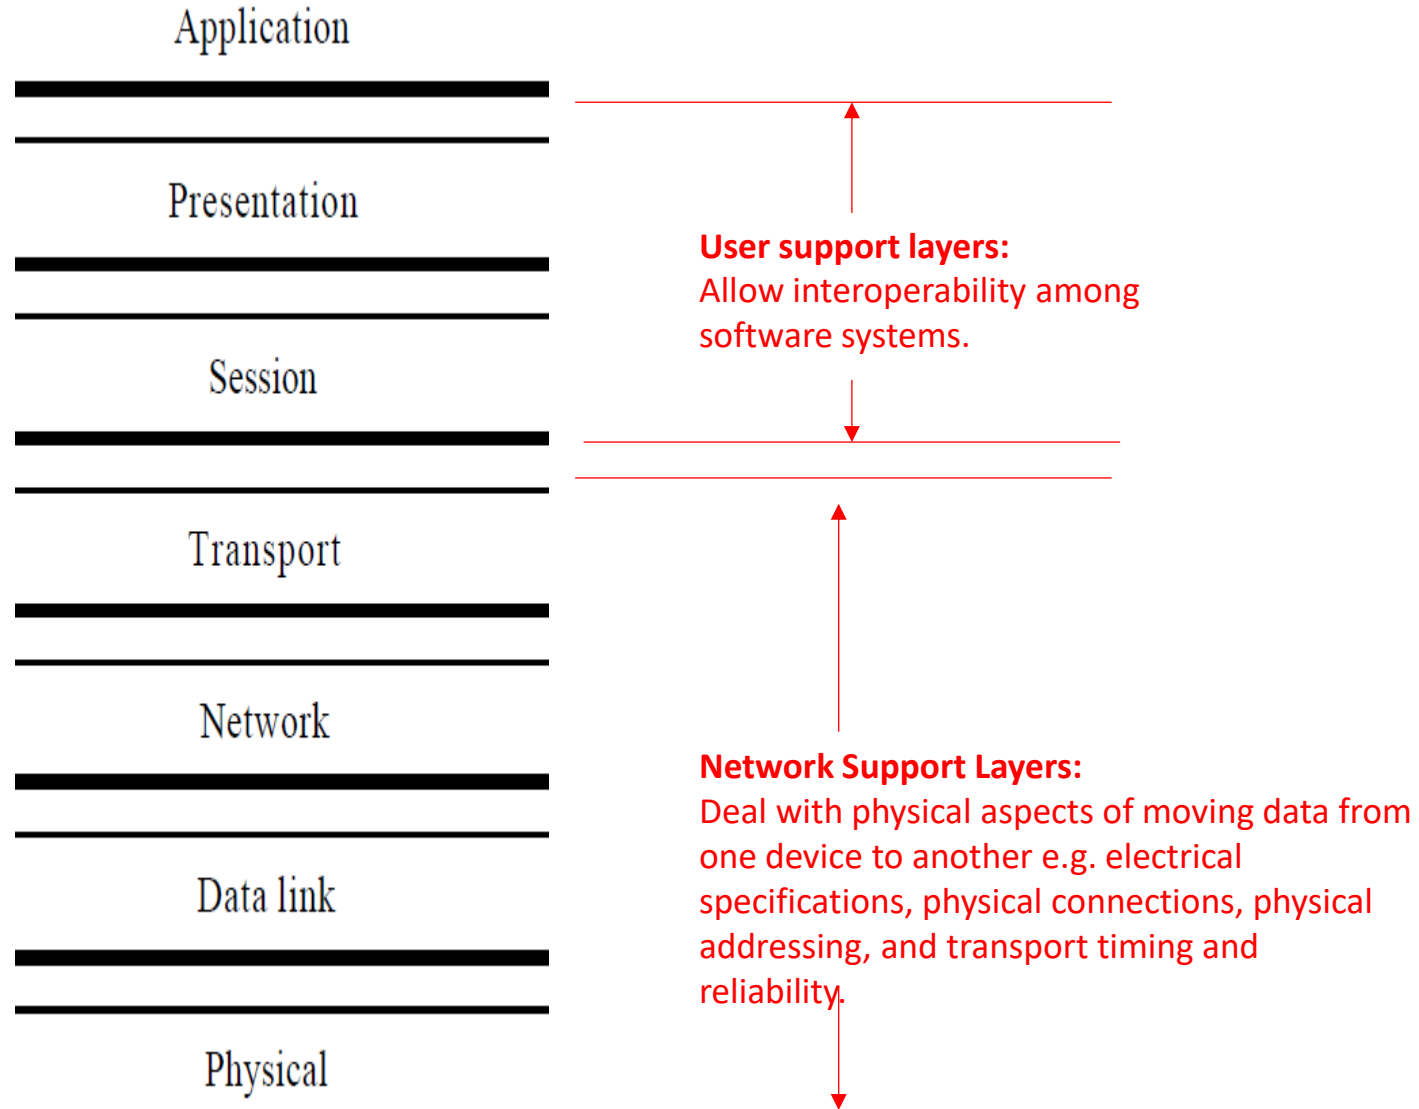 Application
Presentation
User support layers:
Allow interoperability among
software systems.
Session
Transport
Network
Network Support Layers:
Deal with physical aspects of moving data from
one device to another e.g. electrical
specifications, physical connections, physical
addressing, and transport timing and
reliability.
Data link
Physical